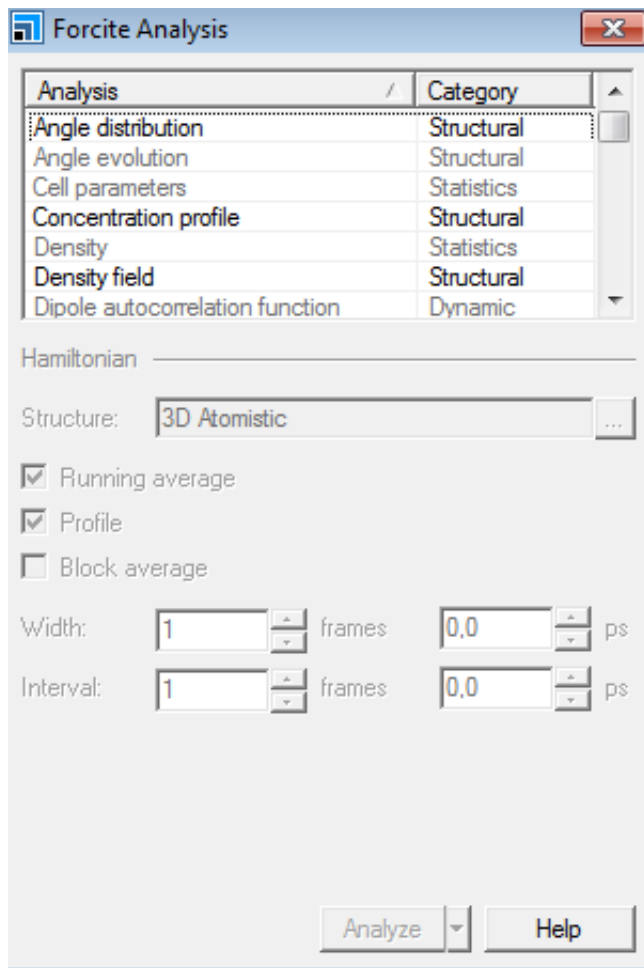 Forcite Analysis
Analysis Category
Angle distribution Structural
Angle evolution Structural
Cell parameters Statistics
Concentration profile Structural
Density Statistics
Density field Structural
Dipole autocorrelation function Dynamic
Hamiltonian
Structure: 3D Atomistic ...
Running average
Profile
Block average
Width: 1 frames 0,0 ps
Interval: 1 frames 0,0 ps
Analyze Help